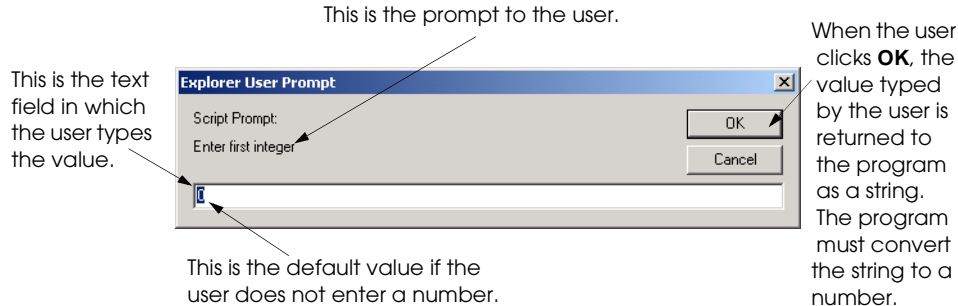 This is the prompt to the user.
When the user
clicks OK, the
value typed
by the user is
returned to
the program
as a string.
The program
must convert
the string to a
number.
This is the text
field in which
the user types
the value.
Explorer User Prompt
Script Prompt:
Enter first integer
OK
Cancel
0
This is the default value if the
user does not enter a number.